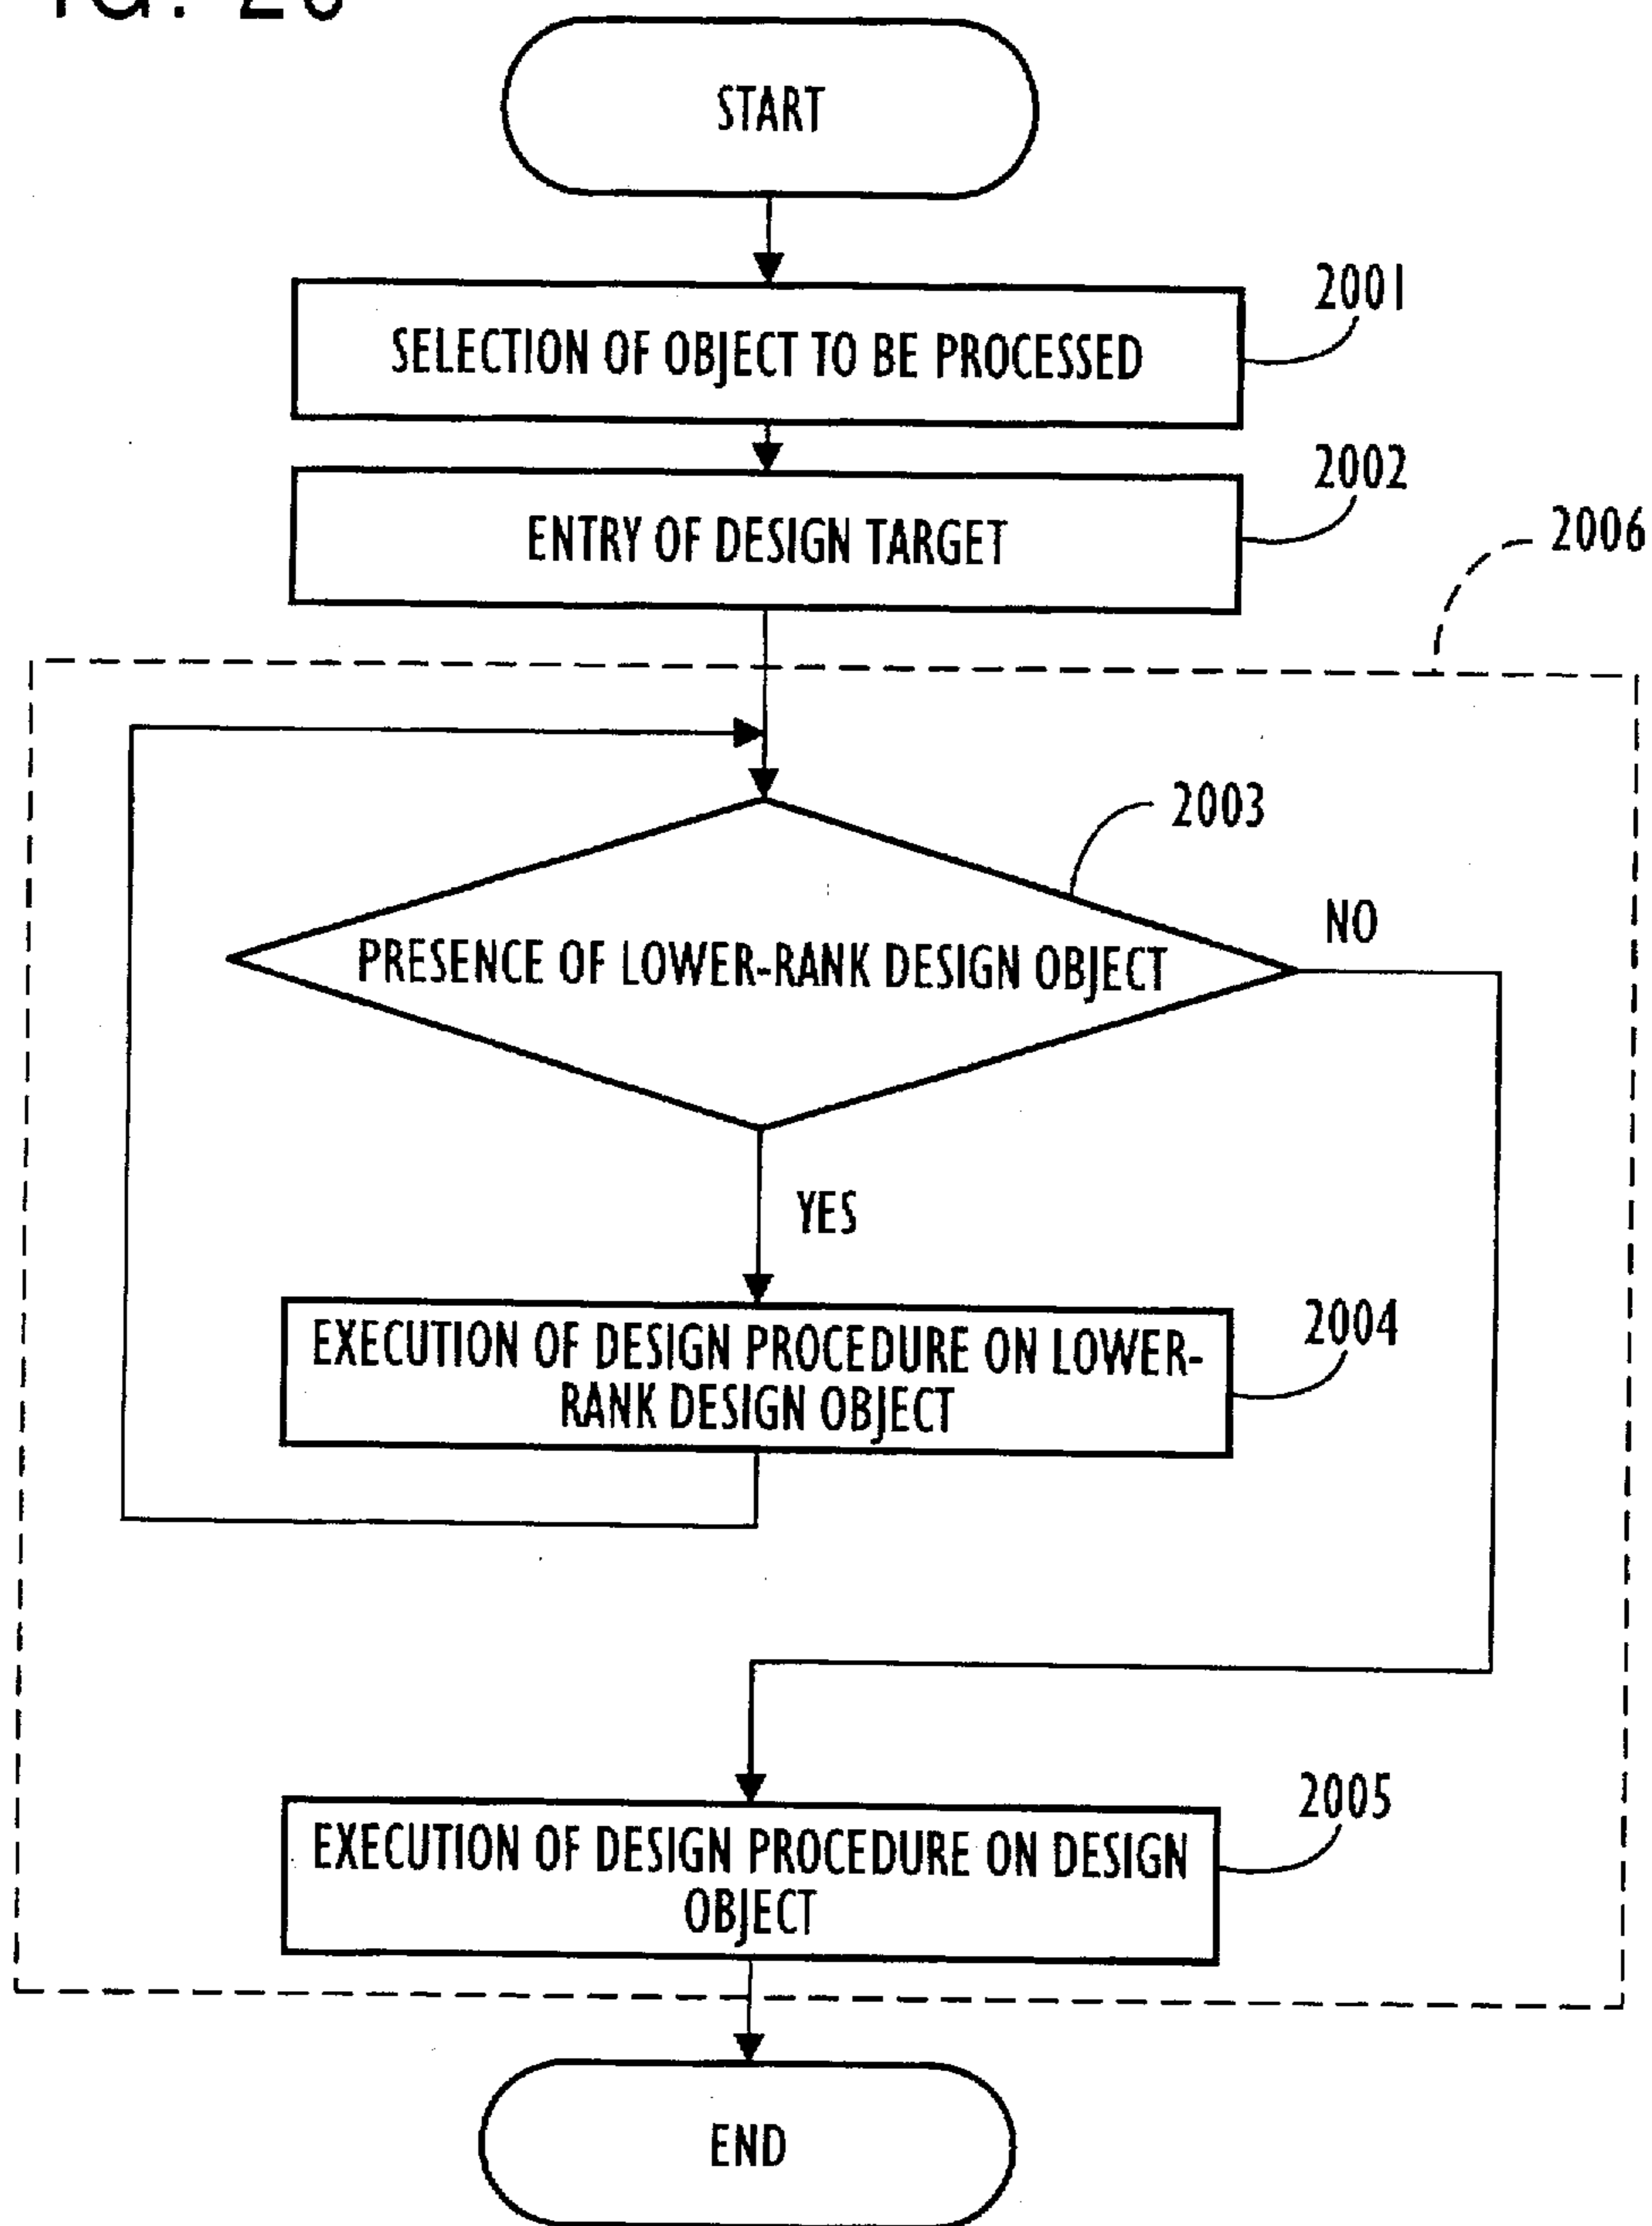 FIG. 20
START
2001
SELECTION OF OBJECT TO BE PROCESSED
2002
ENTRY OF DESIGN TARGET
2006
2003
NO
PRESENCE OF LOWER-RANK DESIGN OBJECT
YES
2004
EXECUTION OF DESIGN PROCEDURE ON LOWER-
RANK DESIGN OBJECT
2005
EXECUTION OF DESIGN PROCEDURE ON DESIGN
OBJECT
END